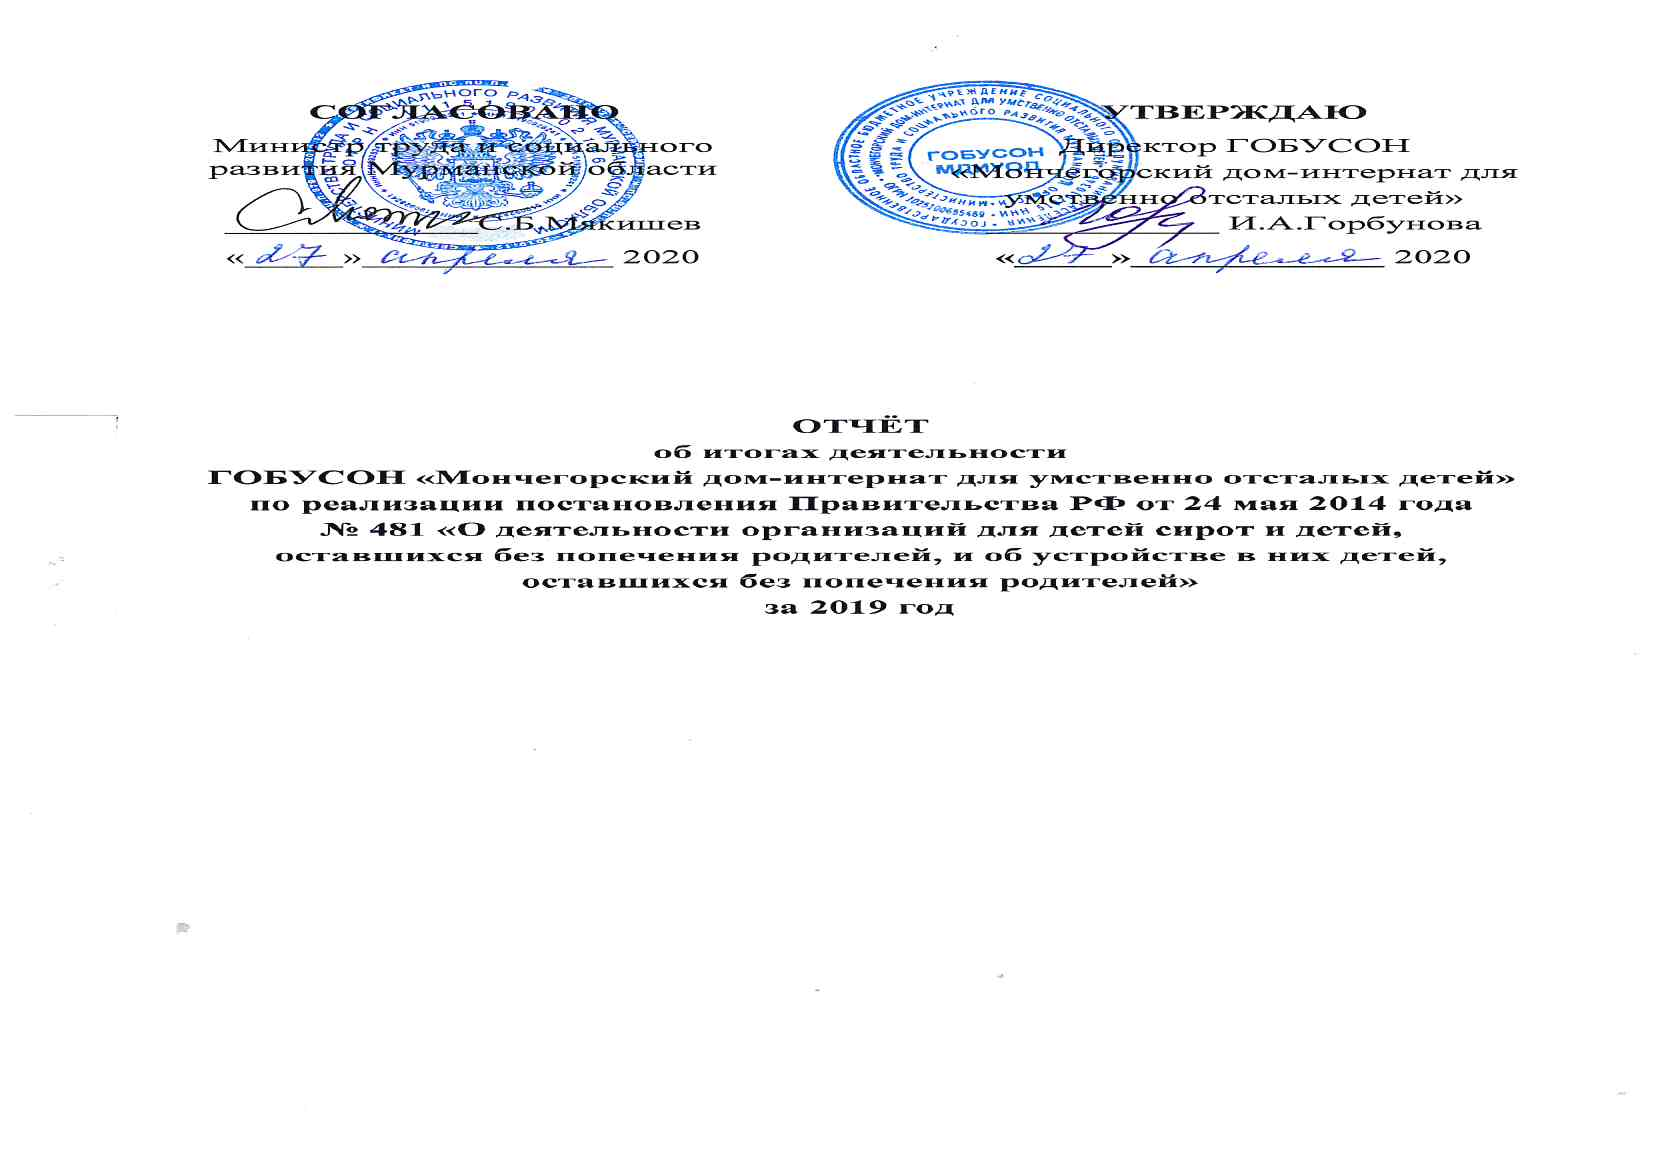 СОГЛАСОВАНО
Министр труда и социального
развития Мурманской области
С.Б.Мякишев
«27» апреля 2020
УТВЕРЖДАЮ
Директор ГОБУСОН
«Мончегорский дом-интернат для
умственно отсталых детей»
И.А.Горбунова
«27» апреля 2020
ГОБУСОН
МДИУОД
ОТЧЁТ
об итогах деятельности
ГОБУСОН «Мончегорский дом-интернат для умственно отсталых детей»
по реализации постановления Правительства РФ от 24 мая 2014 года
№ 481 «О деятельности организаций для детей сирот и детей,
оставшихся без попечения родителей, и об устройстве в них детей,
оставшихся без попечения родителей»
за 2019 год